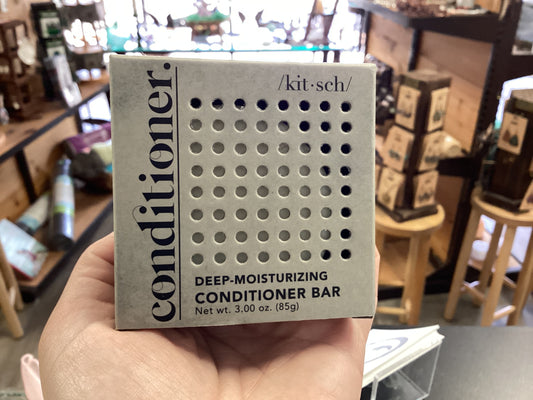 conditioner.
/kit·sch/
DEEP-MOISTURIZING
CONDITIONER BAR
Net wt. 3.00 oz. (85g)